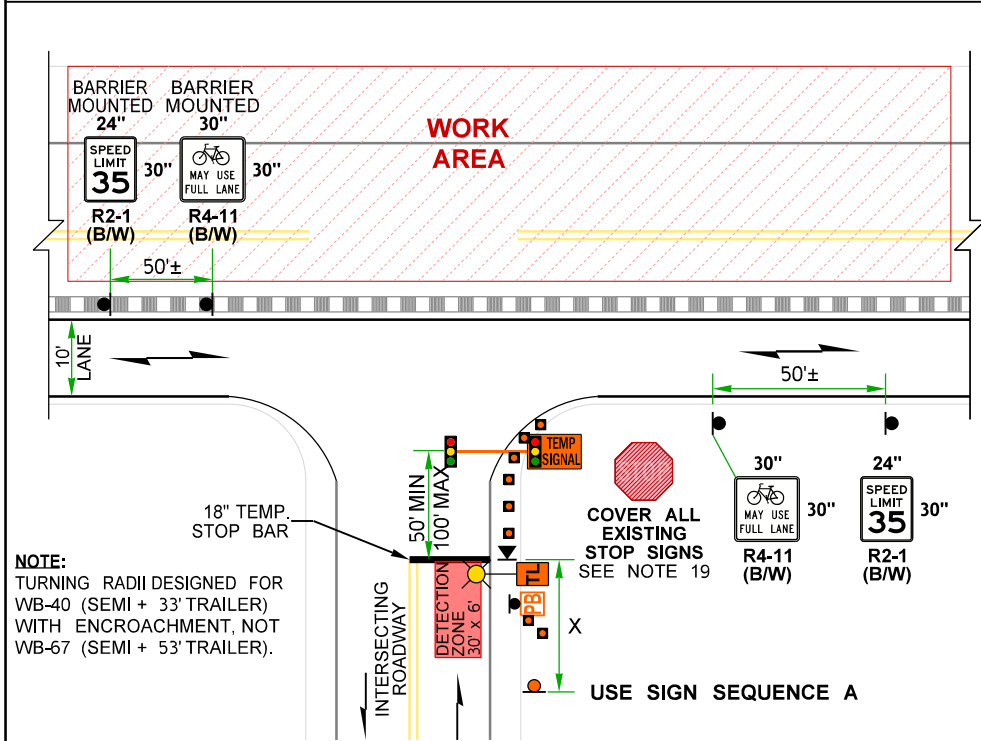 BARRIER
MOUNTED
24"
SPEED
LIMIT
35
30"
R2-1
(B/W)
BARRIER
MOUNTED
30"
MAY USE
FULL LANE
30"
R4-11
(B/W)
WORK
AREA
50'±
10'
LANE
50'±
TEMP
SIGNAL
STOP
COVER ALL
EXISTING
STOP SIGNS
SEE NOTE 19
30"
MAY USE
FULL LANE
30"
R4-11
(B/W)
24"
SPEED
LIMIT
35
30"
R2-1
(B/W)
50' MIN
100' MAX
18" TEMP.
STOP BAR
NOTE:
TURNING RADII DESIGNED FOR
WB-40 (SEMI + 33' TRAILER)
WITH ENCROACHMENT, NOT
WB-67 (SEMI + 53' TRAILER).
INTERSECTING
ROADWAY
DETECTION
ZONE
30' x 6'
TL
PB
X
USE SIGN SEQUENCE A